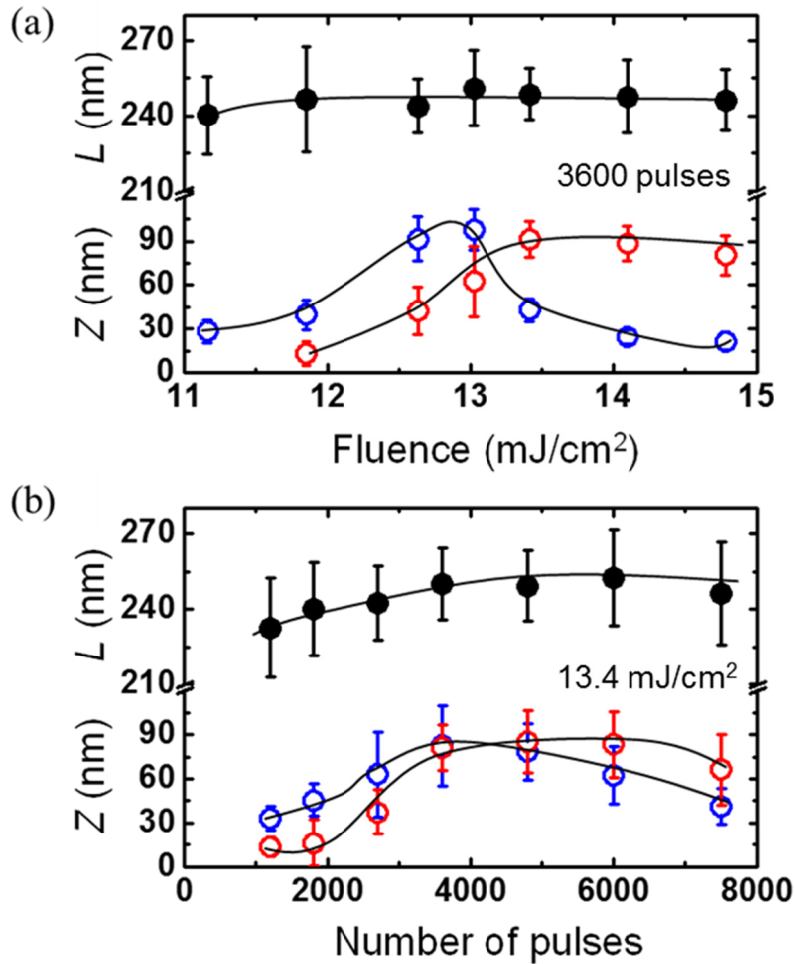 (a)
270
240
210
L (nm)
3600 pulses
90
60
30
0
Z (nm)
11 12 13 14 15
Fluence (mJ/cm²)
(b)
270
240
210
L (nm)
13.4 mJ/cm²
90
60
30
0
Z (nm)
0 2000 4000 6000 8000
Number of pulses